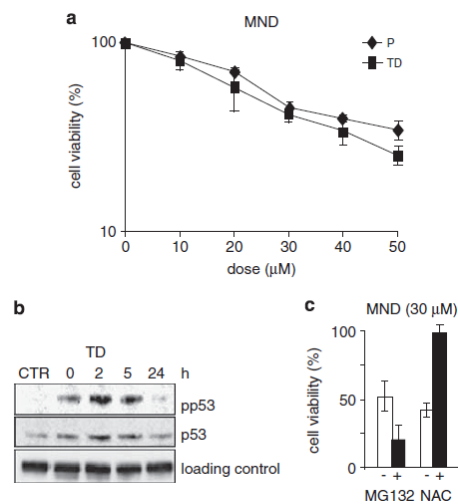 a
MND
P
TD
100
10
cell viability (%)
0 10 20 30 40 50
dose (μM)
b
TD
CTR 0 2 5 24 h
pp53
p53
loading control
c
MND (30 μM)
100
50
0
cell viability (%)
- + - +
MG132 NAC